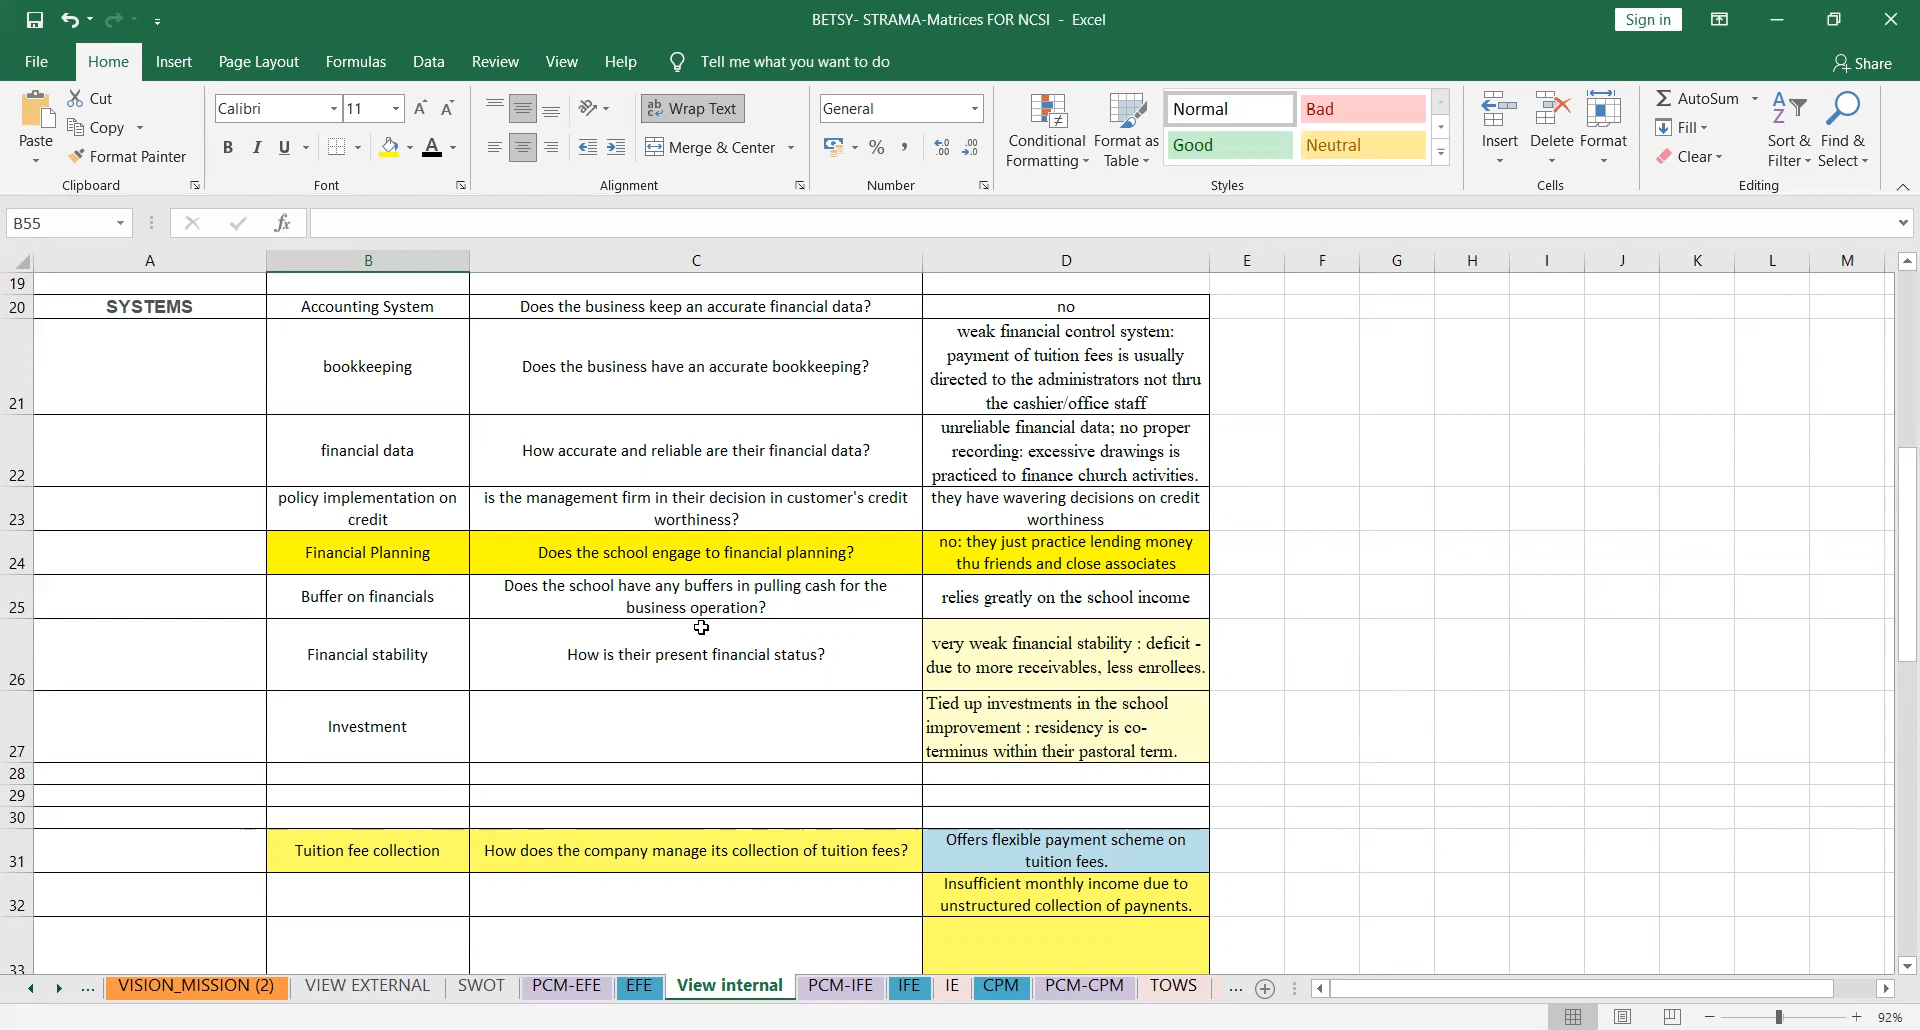 BETSY- STRAMA-Matrices FOR NCSI - Excel
Sign in
File Home Insert Page Layout Formulas Data Review View Help Tell me what you want to do
Share
Paste
Cut
Copy
Format Painter
Clipboard
Calibri 11
B I U
Font
Wrap Text
Merge & Center
Alignment
General
Number
Conditional Formatting
Format as Table
Normal Bad
Good Neutral
Styles
Insert Delete Format
Cells
AutoSum
Fill
Clear
Sort & Filter
Find & Select
Editing
B55
fx
A B C D E F G H I J K L M
19
20 SYSTEMS Accounting System Does the business keep an accurate financial data? no
21 bookkeeping Does the business have an accurate bookkeeping?
weak financial control system:
payment of tuition fees is usually
directed to the administrators not thru
the cashier/office staff
22 financial data How accurate and reliable are their financial data?
unreliable financial data; no proper
recording: excessive drawings is
practiced to finance church activities.
23
policy implementation on
credit
is the management firm in their decision in customer's credit
worthiness?
they have wavering decisions on credit
worthiness
24 Financial Planning Does the school engage to financial planning?
no: they just practice lending money
thu friends and close associates
25 Buffer on financials
Does the school have any buffers in pulling cash for the
business operation?
relies greatly on the school income
26 Financial stability How is their present financial status?
very weak financial stability : deficit -
due to more receivables, less enrollees.
27 Investment
Tied up investments in the school
improvement : residency is co-
terminus within their pastoral term.
28
29
30
31 Tuition fee collection How does the company manage its collection of tuition fees?
Offers flexible payment scheme on
tuition fees.
32
Insufficient monthly income due to
unstructured collection of paynents.
33
... VISION_MISSION (2) VIEW EXTERNAL SWOT PCM-EFE EFE View internal PCM-IFE IFE IE CPM PCM-CPM TOWS ...
92%